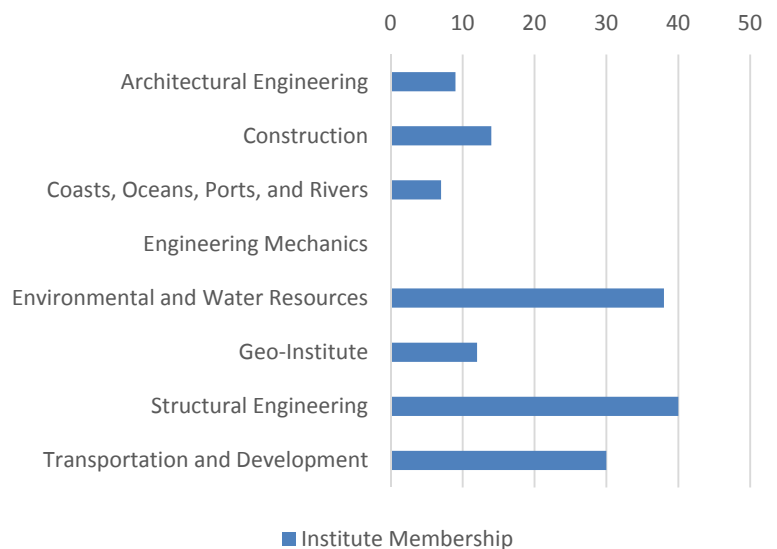 0 10 20 30 40 50
Architectural Engineering
Construction
Coasts, Oceans, Ports, and Rivers
Engineering Mechanics
Environmental and Water Resources
Geo-Institute
Structural Engineering
Transportation and Development
Institute Membership